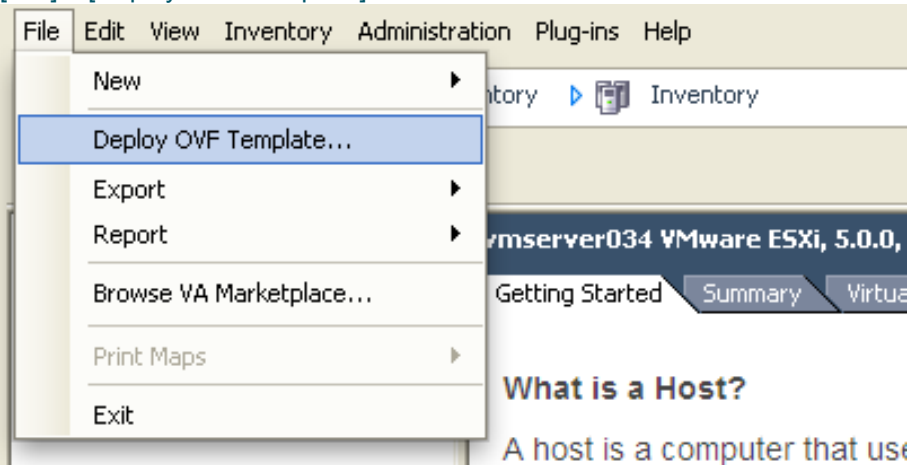 File Edit View Inventory Administration Plug-ins Help
New
Inventory
Deploy OVF Template...
Export
Report
vmserver034 VMware ESXi, 5.0.0,
Browse VA Marketplace...
Getting Started Summary
Print Maps
What is a Host?
Exit
A host is a computer that